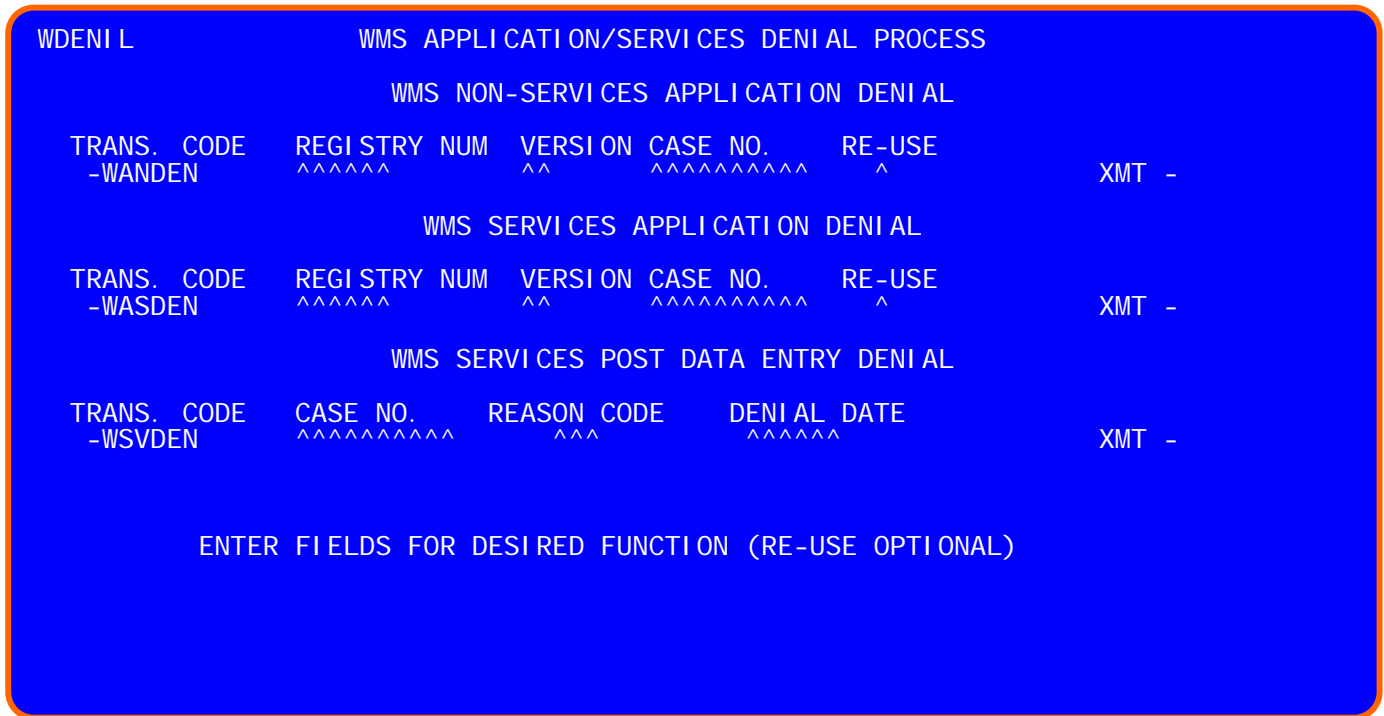 WDENIL WMS APPLICATION/SERVICES DENIAL PROCESS
WMS NON-SERVICES APPLICATION DENIAL
TRANS. CODE REGISTRY NUM VERSION CASE NO. RE-USE
-WANDEN ^^^^^^ ^^ ^^^^^^^^^^ ^ XMT -
WMS SERVICES APPLICATION DENIAL
TRANS. CODE REGISTRY NUM VERSION CASE NO. RE-USE
-WASDEN ^^^^^^ ^^ ^^^^^^^^^^ ^ XMT -
WMS SERVICES POST DATA ENTRY DENIAL
TRANS. CODE CASE NO. REASON CODE DENIAL DATE
-WSVDEN ^^^^^^^^^^ ^^^ ^^^^^^ XMT -
ENTER FIELDS FOR DESIRED FUNCTION (RE-USE OPTIONAL)